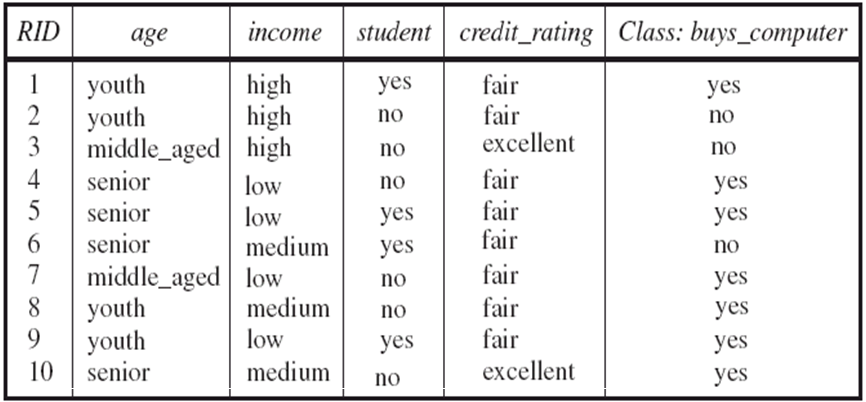 RID age income student credit_rating Class: buys_computer
1 youth high yes fair yes
2 youth high no fair no
3 middle_aged high no excellent no
4 senior low no fair yes
5 senior low yes fair yes
6 senior medium yes fair no
7 middle_aged low no fair yes
8 youth medium no fair yes
9 youth low yes fair yes
10 senior medium no excellent yes